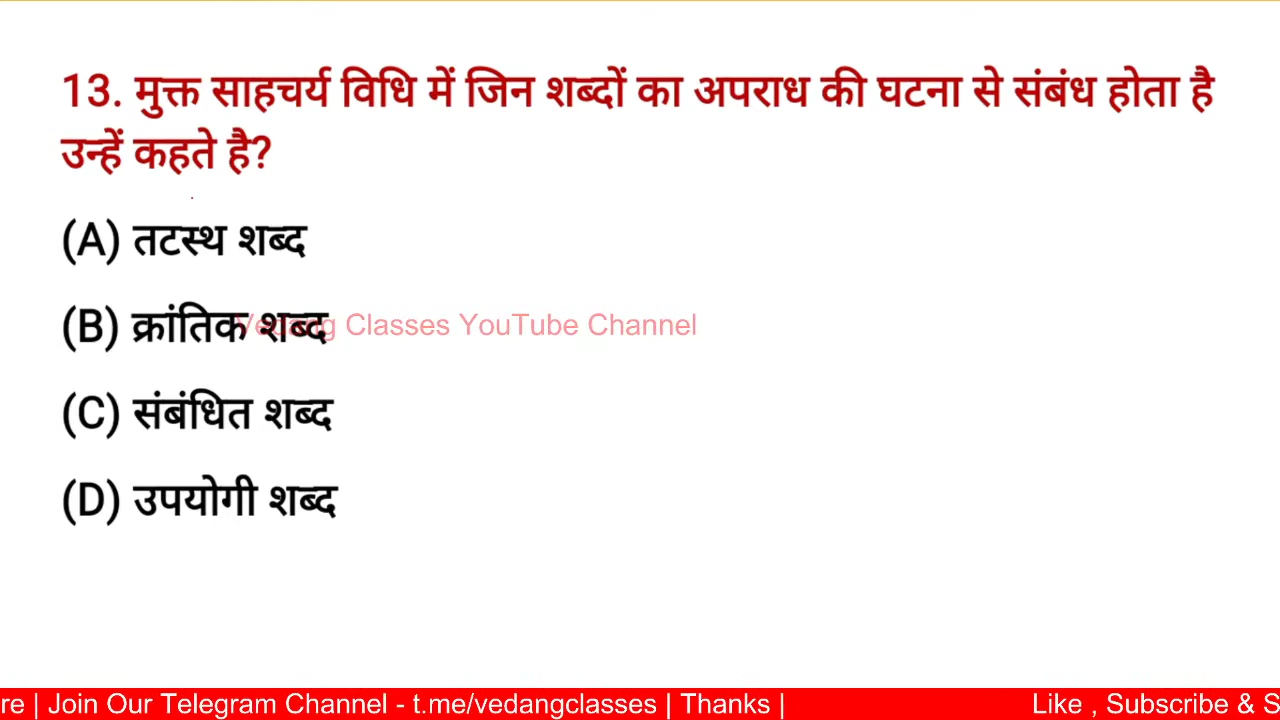 13. मुक्त साहचर्य विधि में जिन शब्दों का अपराध की घटना से संबंध होता है
उन्हें कहते है?
(A) तटस्थ शब्द
(B) क्रांतिक शब्द
Vedang Classes YouTube Channel
(C) संबंधित शब्द
(D) उपयोगी शब्द
re | Join Our Telegram Channel - t.me/vedangclasses | Thanks | Like , Subscribe & S